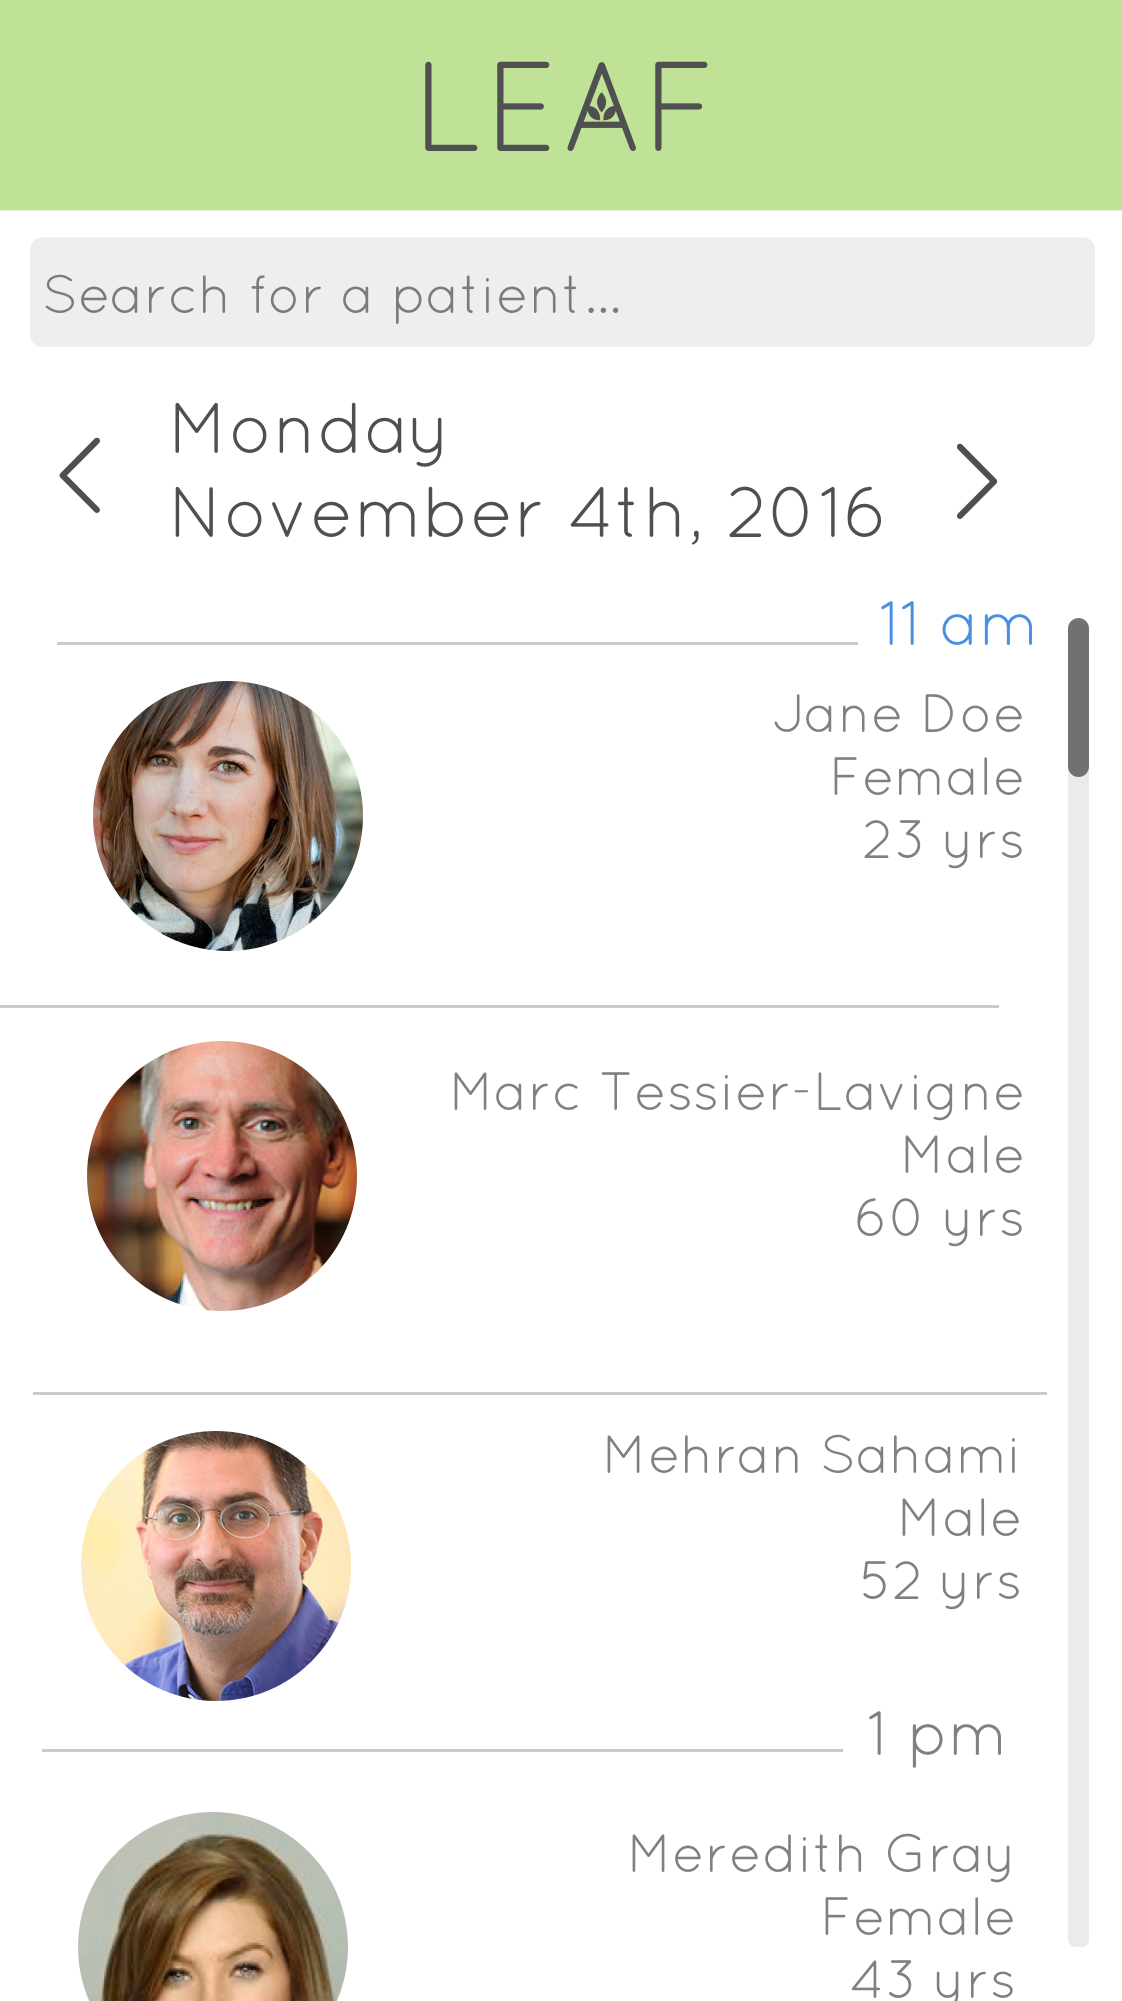 LEAF
Search for a patient...
Monday
November 4th, 2016
11 am
Jane Doe
Female
23 yrs
Marc Tessier-Lavigne
Male
60 yrs
Mehran Sahami
Male
52 yrs
1 pm
Meredith Gray
Female
43 yrs